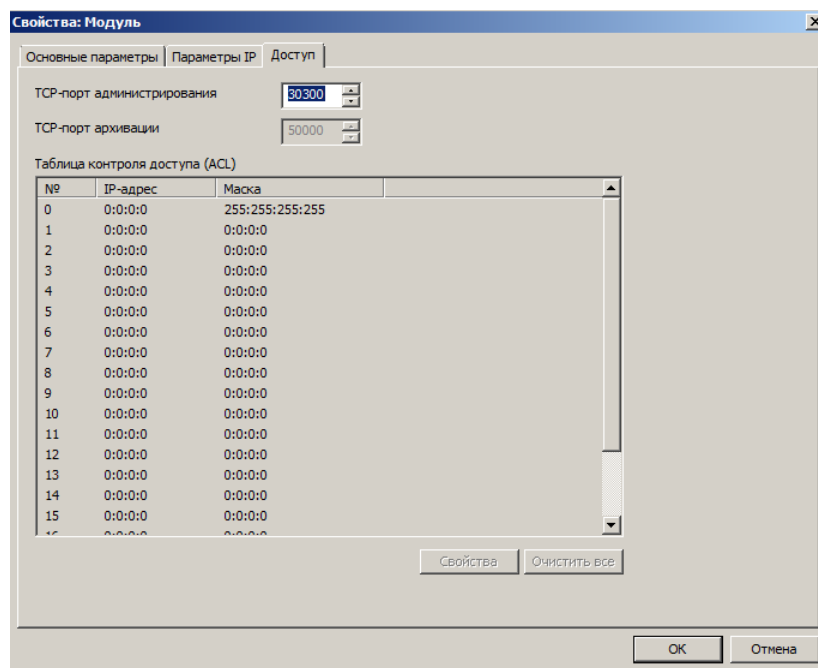 Свойства: Модуль
Основные параметры Параметры IP Доступ
TCP-порт администрирования 30300
TCP-порт архивации 50000
Таблица контроля доступа (ACL)
№ IP-адрес Маска
0 0:0:0:0 255:255:255:255
1 0:0:0:0 0:0:0:0
2 0:0:0:0 0:0:0:0
3 0:0:0:0 0:0:0:0
4 0:0:0:0 0:0:0:0
5 0:0:0:0 0:0:0:0
6 0:0:0:0 0:0:0:0
7 0:0:0:0 0:0:0:0
8 0:0:0:0 0:0:0:0
9 0:0:0:0 0:0:0:0
10 0:0:0:0 0:0:0:0
11 0:0:0:0 0:0:0:0
12 0:0:0:0 0:0:0:0
13 0:0:0:0 0:0:0:0
14 0:0:0:0 0:0:0:0
15 0:0:0:0 0:0:0:0
Свойства Очистить все
OK Отмена